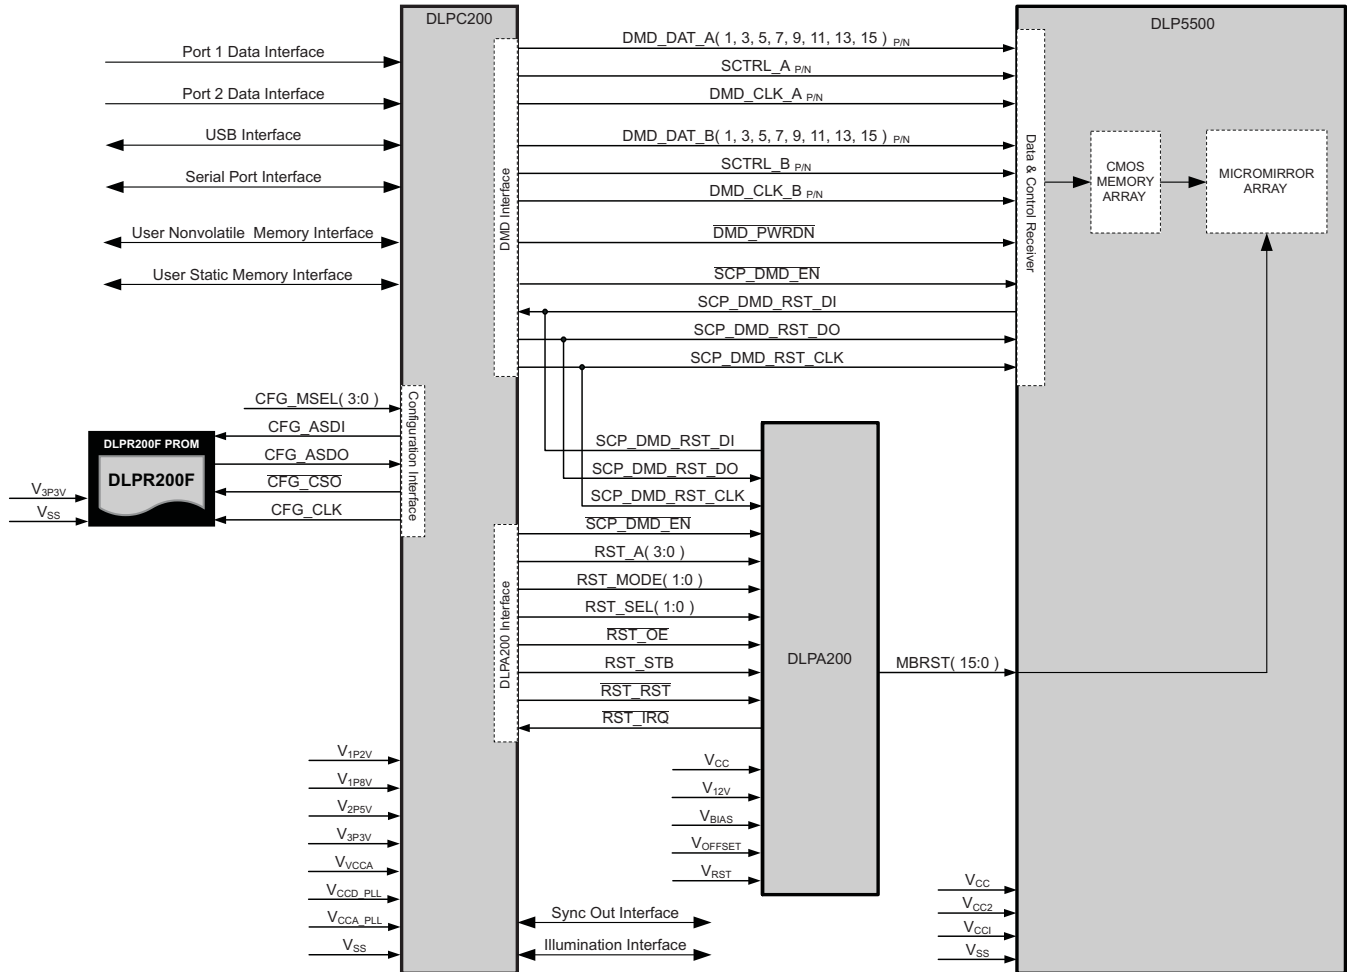 DLPC200
DLP5500
Port 1 Data Interface
Port 2 Data Interface
USB Interface
Serial Port Interface
User Nonvolatile Memory Interface
User Static Memory Interface
DMD Interface
DMD_DAT_A( 1, 3, 5, 7, 9, 11, 13, 15 ) P/N
SCTRL_A P/N
DMD_CLK_A P/N
DMD_DAT_B( 1, 3, 5, 7, 9, 11, 13, 15 ) P/N
SCTRL_B P/N
DMD_CLK_B P/N
DMD_PWRDN
SCP_DMD_EN
SCP_DMD_RST_DI
SCP_DMD_RST_DO
SCP_DMD_RST_CLK
Data & Control Receiver
CMOS
MEMORY
ARRAY
MICROMIRROR
ARRAY
CFG_MSEL( 3:0 )
CFG_ASDI
CFG_ASDO
CFG_CSO
CFG_CLK
Configuration Interface
DLPR200F PROM
DLPR200F
V3P3V
VSS
SCP_DMD_RST_DI
SCP_DMD_RST_DO
SCP_DMD_RST_CLK
SCP_DMD_EN
RST_A( 3:0 )
RST_MODE( 1:0 )
RST_SEL( 1:0 )
RST_OE
RST_STB
RST_RST
RST_IRQ
DLPA200 Interface
DLPA200
MBRST( 15:0 )
V1P2V
V1P8V
V2P5V
V3P3V
VVCCA
VCCD_PLL
VCCA_PLL
VSS
VCC
V12V
VBIAS
VOFFSET
VRST
Sync Out Interface
Illumination Interface
VCC
VCC2
VCCI
VSS